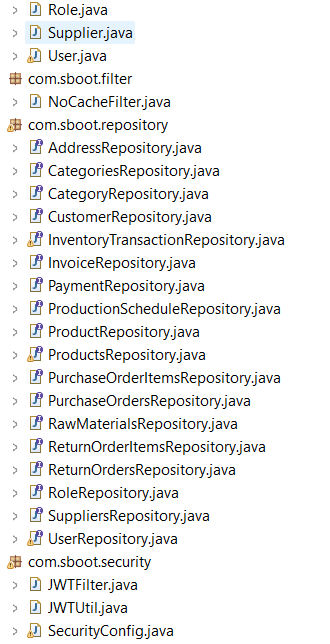 Role.java
Supplier.java
User.java
com.sboot.filter
NoCacheFilter.java
com.sboot.repository
AddressRepository.java
CategoriesRepository.java
CategoryRepository.java
CustomerRepository.java
InventoryTransactionRepository.java
InvoiceRepository.java
PaymentRepository.java
ProductionScheduleRepository.java
ProductRepository.java
ProductsRepository.java
PurchaseOrderItemsRepository.java
PurchaseOrdersRepository.java
RawMaterialsRepository.java
ReturnOrderItemsRepository.java
ReturnOrdersRepository.java
RoleRepository.java
SuppliersRepository.java
UserRepository.java
com.sboot.security
JWTFilter.java
JWTUtil.java
SecurityConfig.java